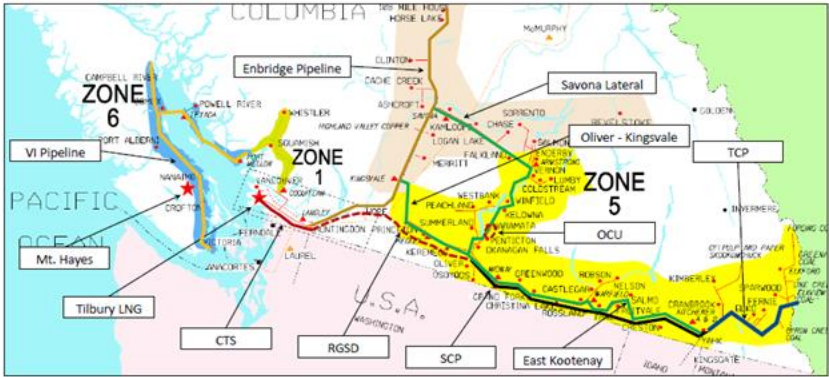 COLUMBIA
HORSE LAKE
McMURPHY
CLINTON
Enbridge Pipeline
CACHE CREEK
Savona Lateral
CAMPBELL RIVER
ZONE
6
POWELL RIVER
WHISTLER
ASHCROFT
SAVONA
SORRENTO
REVELSTOKE
GOLDEN
HIGHLAND VALLEY COPPER
KAMLOOPS
CHASE
Oliver - Kingsvale
LOGAN LAKE
SQUAMISH
PORT ALBERNI
ZONE
1
MERRITT
FALKLAND
ENDERBY
ARMSTRONG
VERNON
LUMBY
COLDSTREAM
TCP
VI Pipeline
NANAIMO
VANCOUVER
COQUITLAM
KINGSVALE
ZONE
5
WESTBANK
WINFIELD
PEACHLAND
KELOWNA
INVERMERE
PACIFIC
OCEAN
CROFTON
LANGLEY
HOPE
SUMMERLAND
NARAMATA
PENTICTON
OCU
OKANAGAN FALLS
FERNDALE
HUNTINGDON
PRINCETON
VICTORIA
Mt. Hayes
ANACORTES
LAUREL
KEREMEOS
OLIVER
OSOYOOS
GREENWOOD
ROBSON
CASTLEGAR
NELSON
KIMBERLEY
SPARWOOD
ELKFORD
FERNIE
Tilbury LNG
U.S.A.
WASHINGTON
GRAND FORKS
CHRISTINA LAKE
ROSSLAND
SALMO
FRUITVALE
CRESTON
CRANBROOK
YAHK
CTS
RGSD
SCP
East Kootenay
IDAHO
KINGSGATE